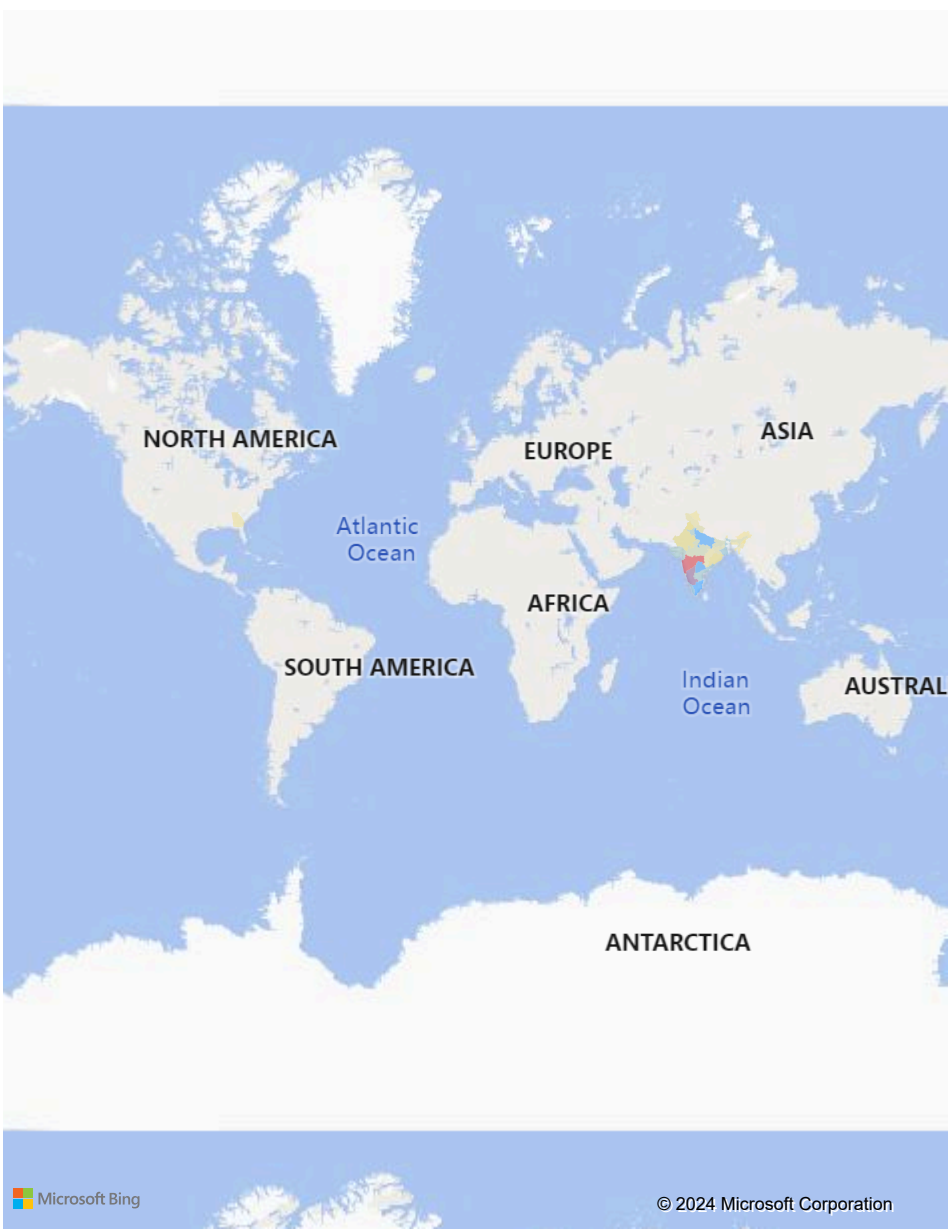 NORTH AMERICA
EUROPE
ASIA
Atlantic
Ocean
AFRICA
SOUTH AMERICA
Indian
Ocean
AUSTRAL
ANTARCTICA
Microsoft Bing
© 2024 Microsoft Corporation